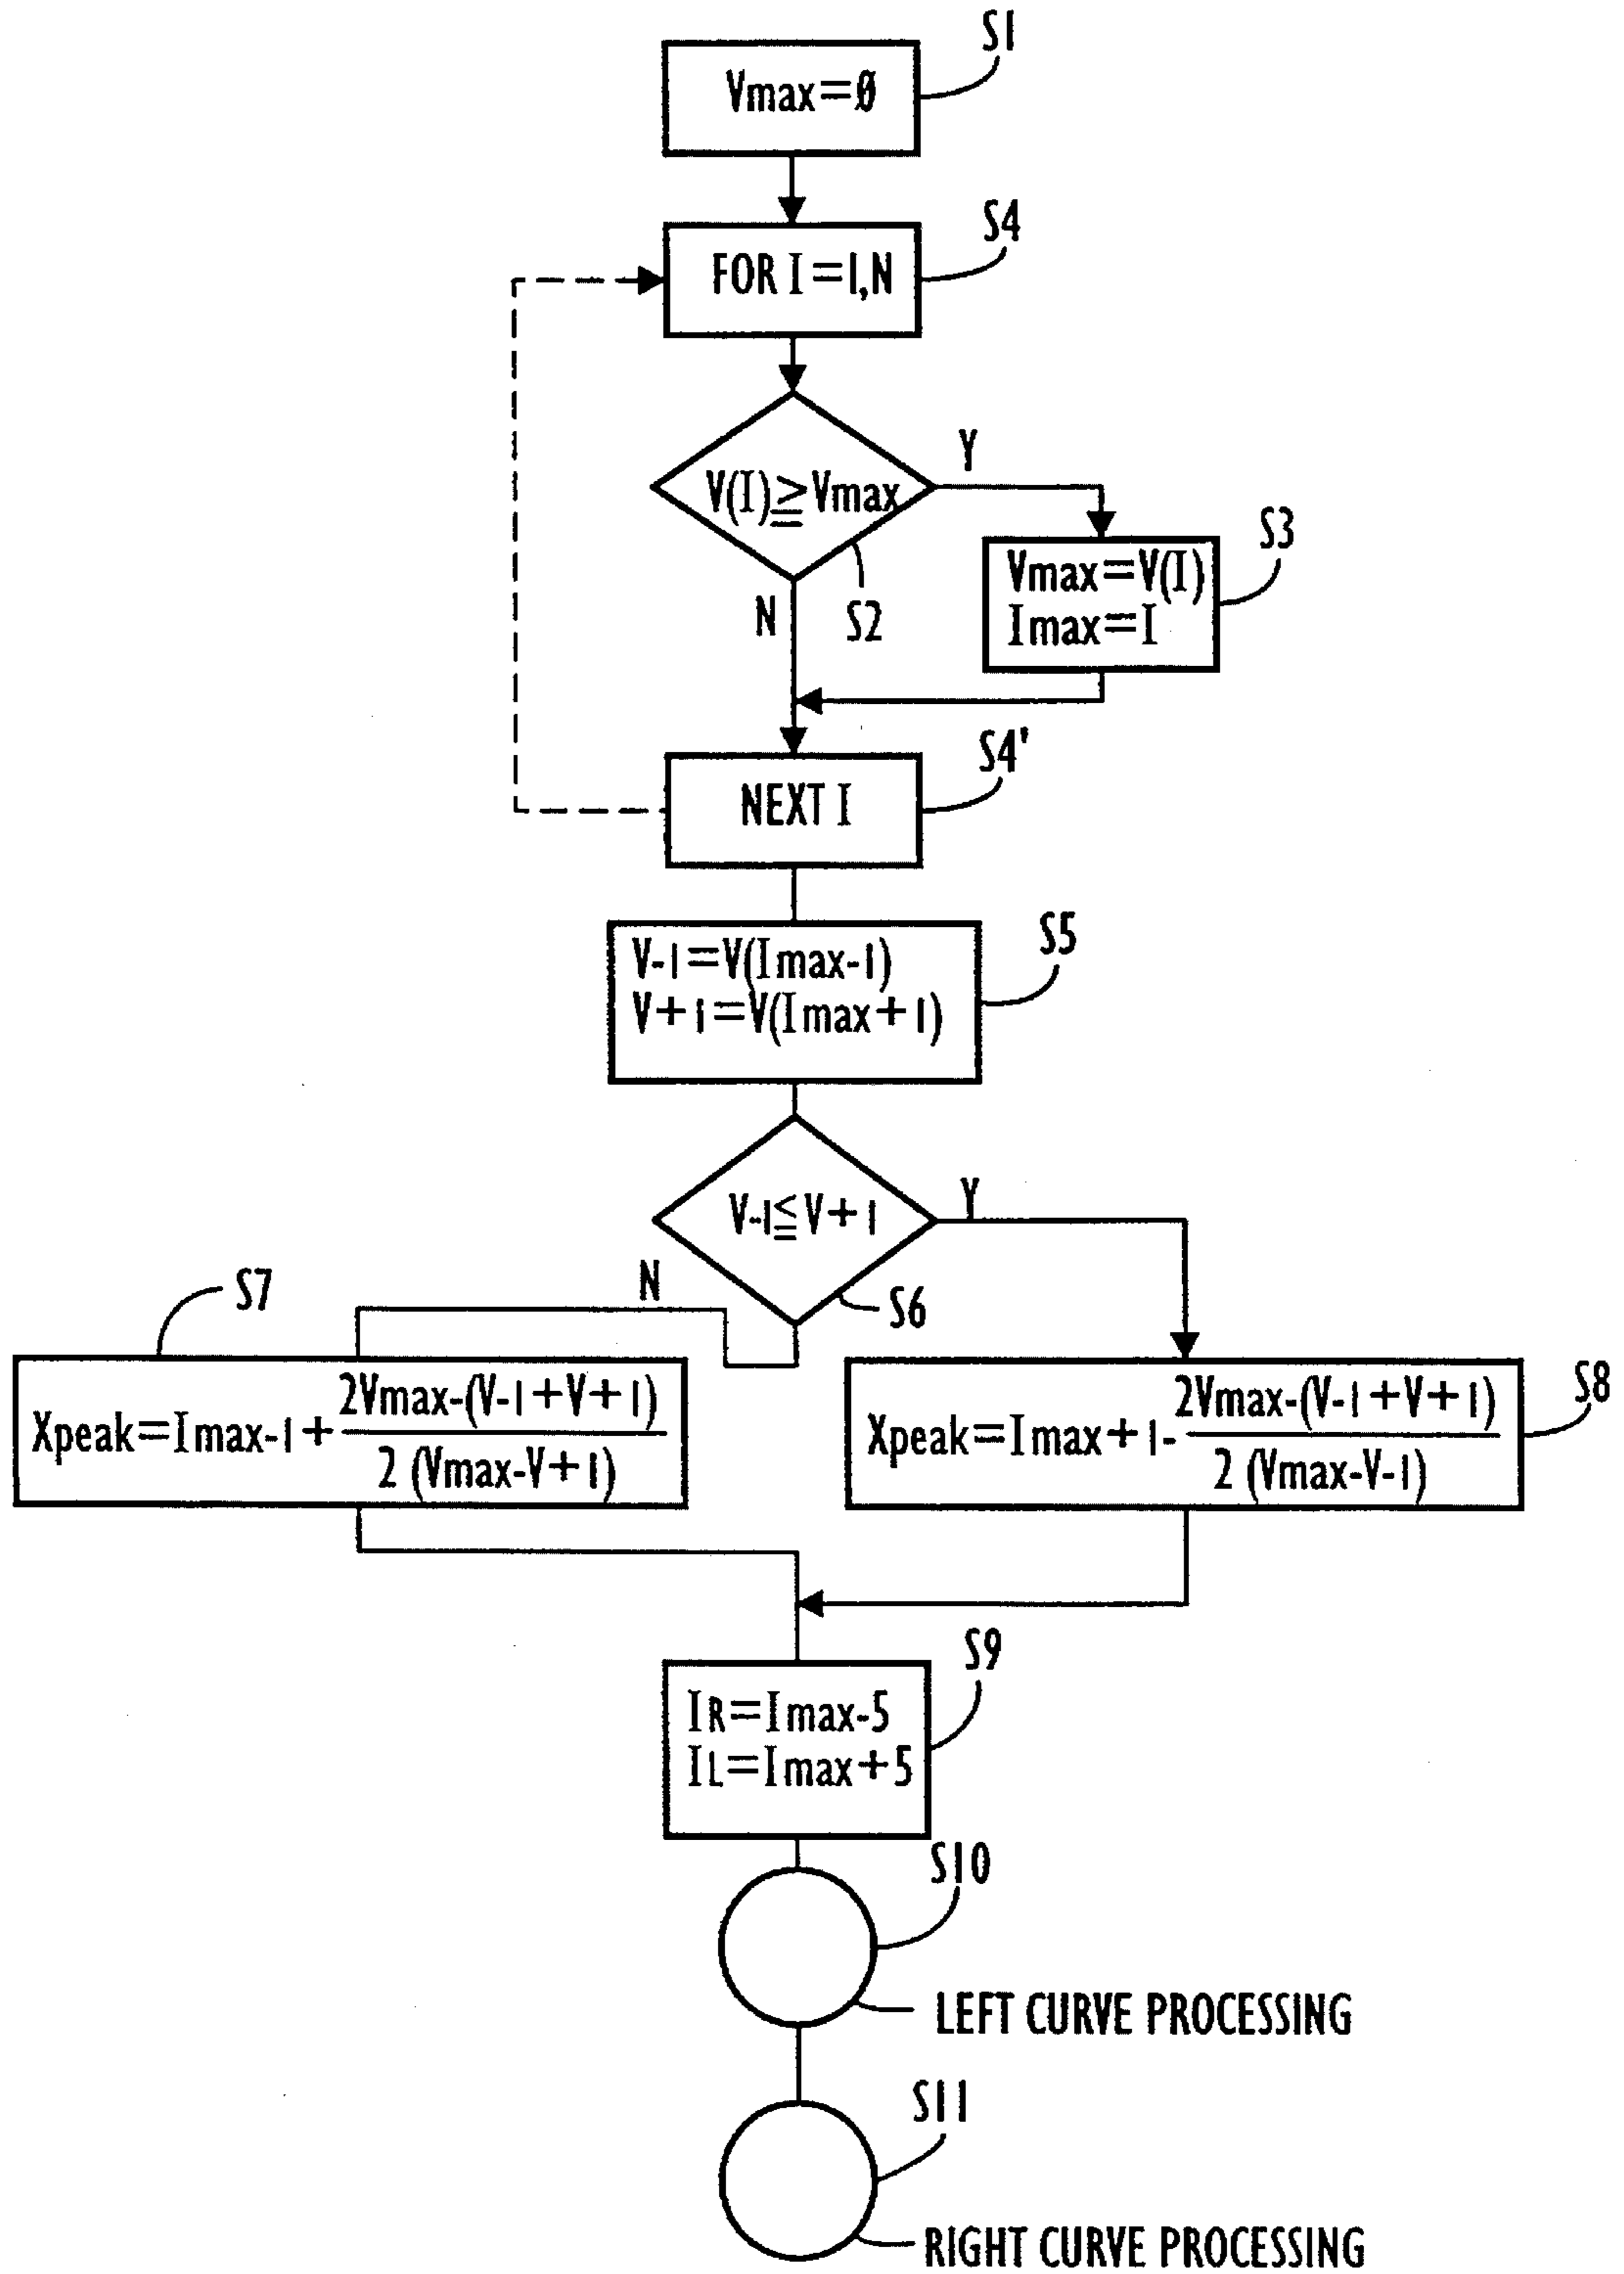 S1
Vmax=Ø
S4
FOR I=1,N
Y
V(I)≧Vmax
S3
Vmax=V(I)
Imax=I
N
S2
S4'
NEXT I
S5
V-1=V(Imax-1)
V+1=V(Imax+1)
Y
V-1≦V+1
N
S7
S6
S8
2Vmax-(V-1+V+1)
Xpeak=Imax-1+
2 (Vmax-V+1)
2Vmax-(V-1+V+1)
Xpeak=Imax+1-
2 (Vmax-V-1)
S9
IR=Imax-5
IL=Imax+5
S10
LEFT CURVE PROCESSING
S11
RIGHT CURVE PROCESSING